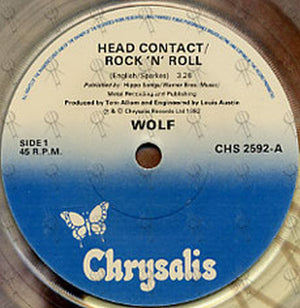 HEAD CONTACT/
ROCK 'N' ROLL
(English/Sparkes) 3.28
Published by: Hippo Songs/Warner Bros. Music/
Metal Recording and Publishing
Produced by Tom Allom and Engineered by Louis Austin
℗ & © Chrysalis Records Ltd 1982
WOLF
SIDE 1
45 R.P.M.
CHS 2592-A
Chrysalis